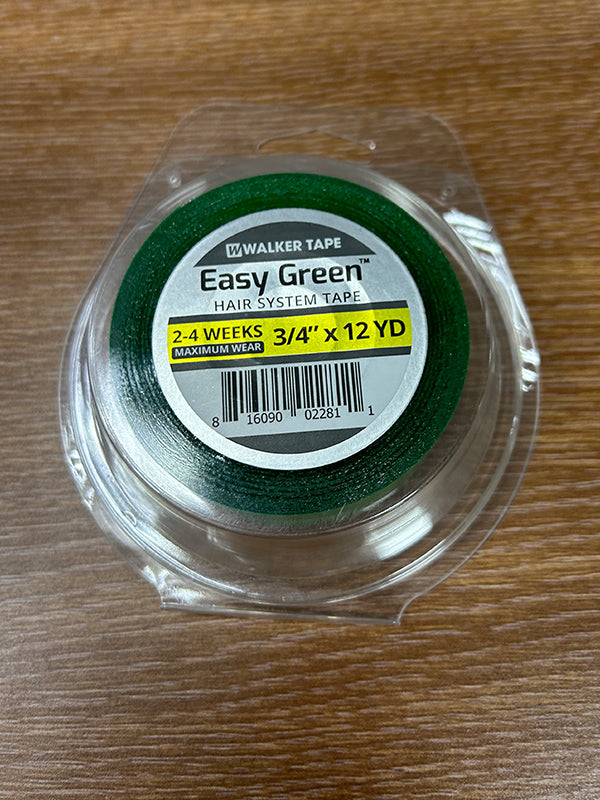 W WALKER TAPE
Easy Green™
HAIR SYSTEM TAPE
2-4 WEEKS
MAXIMUM WEAR
3/4” x 12 YD
8 16090 02281 1